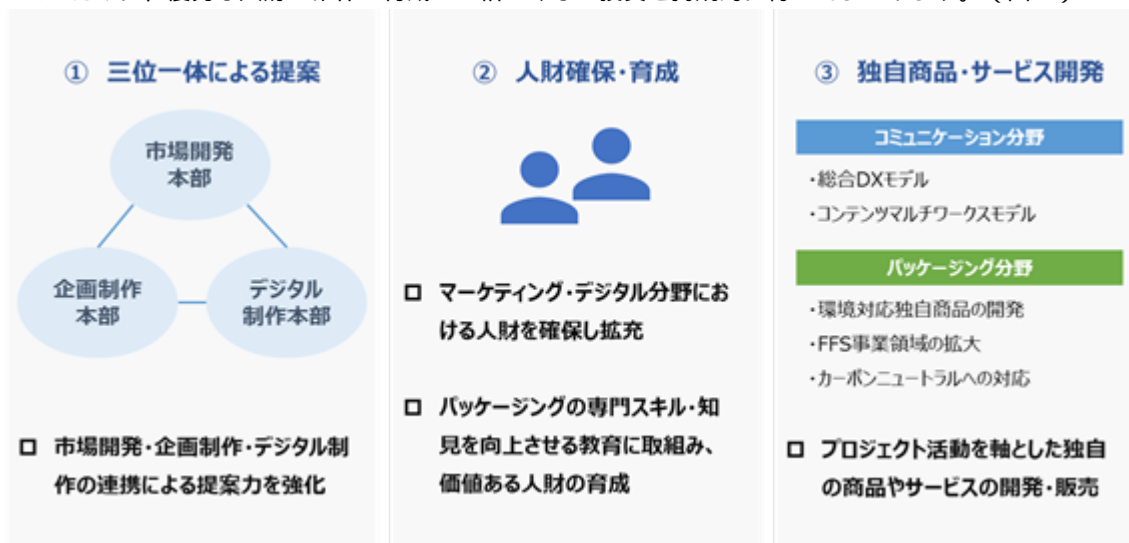 ① 三位一体による提案
市場開発
本部
企画制作
本部
デジタル
制作本部
□ 市場開発・企画制作・デジタル制
作の連携による提案力を強化
② 人財確保・育成
□ マーケティング・デジタル分野にお
ける人財を確保し拡充
□ パッケージングの専門スキル・知
見を向上させる教育に取組み、
価値ある人財の育成
③ 独自商品・サービス開発
コミュニケーション分野
・総合DXモデル
・コンテンツマルチワークスモデル
パッケージング分野
・環境対応独自商品の開発
・FFS事業領域の拡大
・カーボンニュートラルへの対応
□ プロジェクト活動を軸とした独自
の商品やサービスの開発・販売